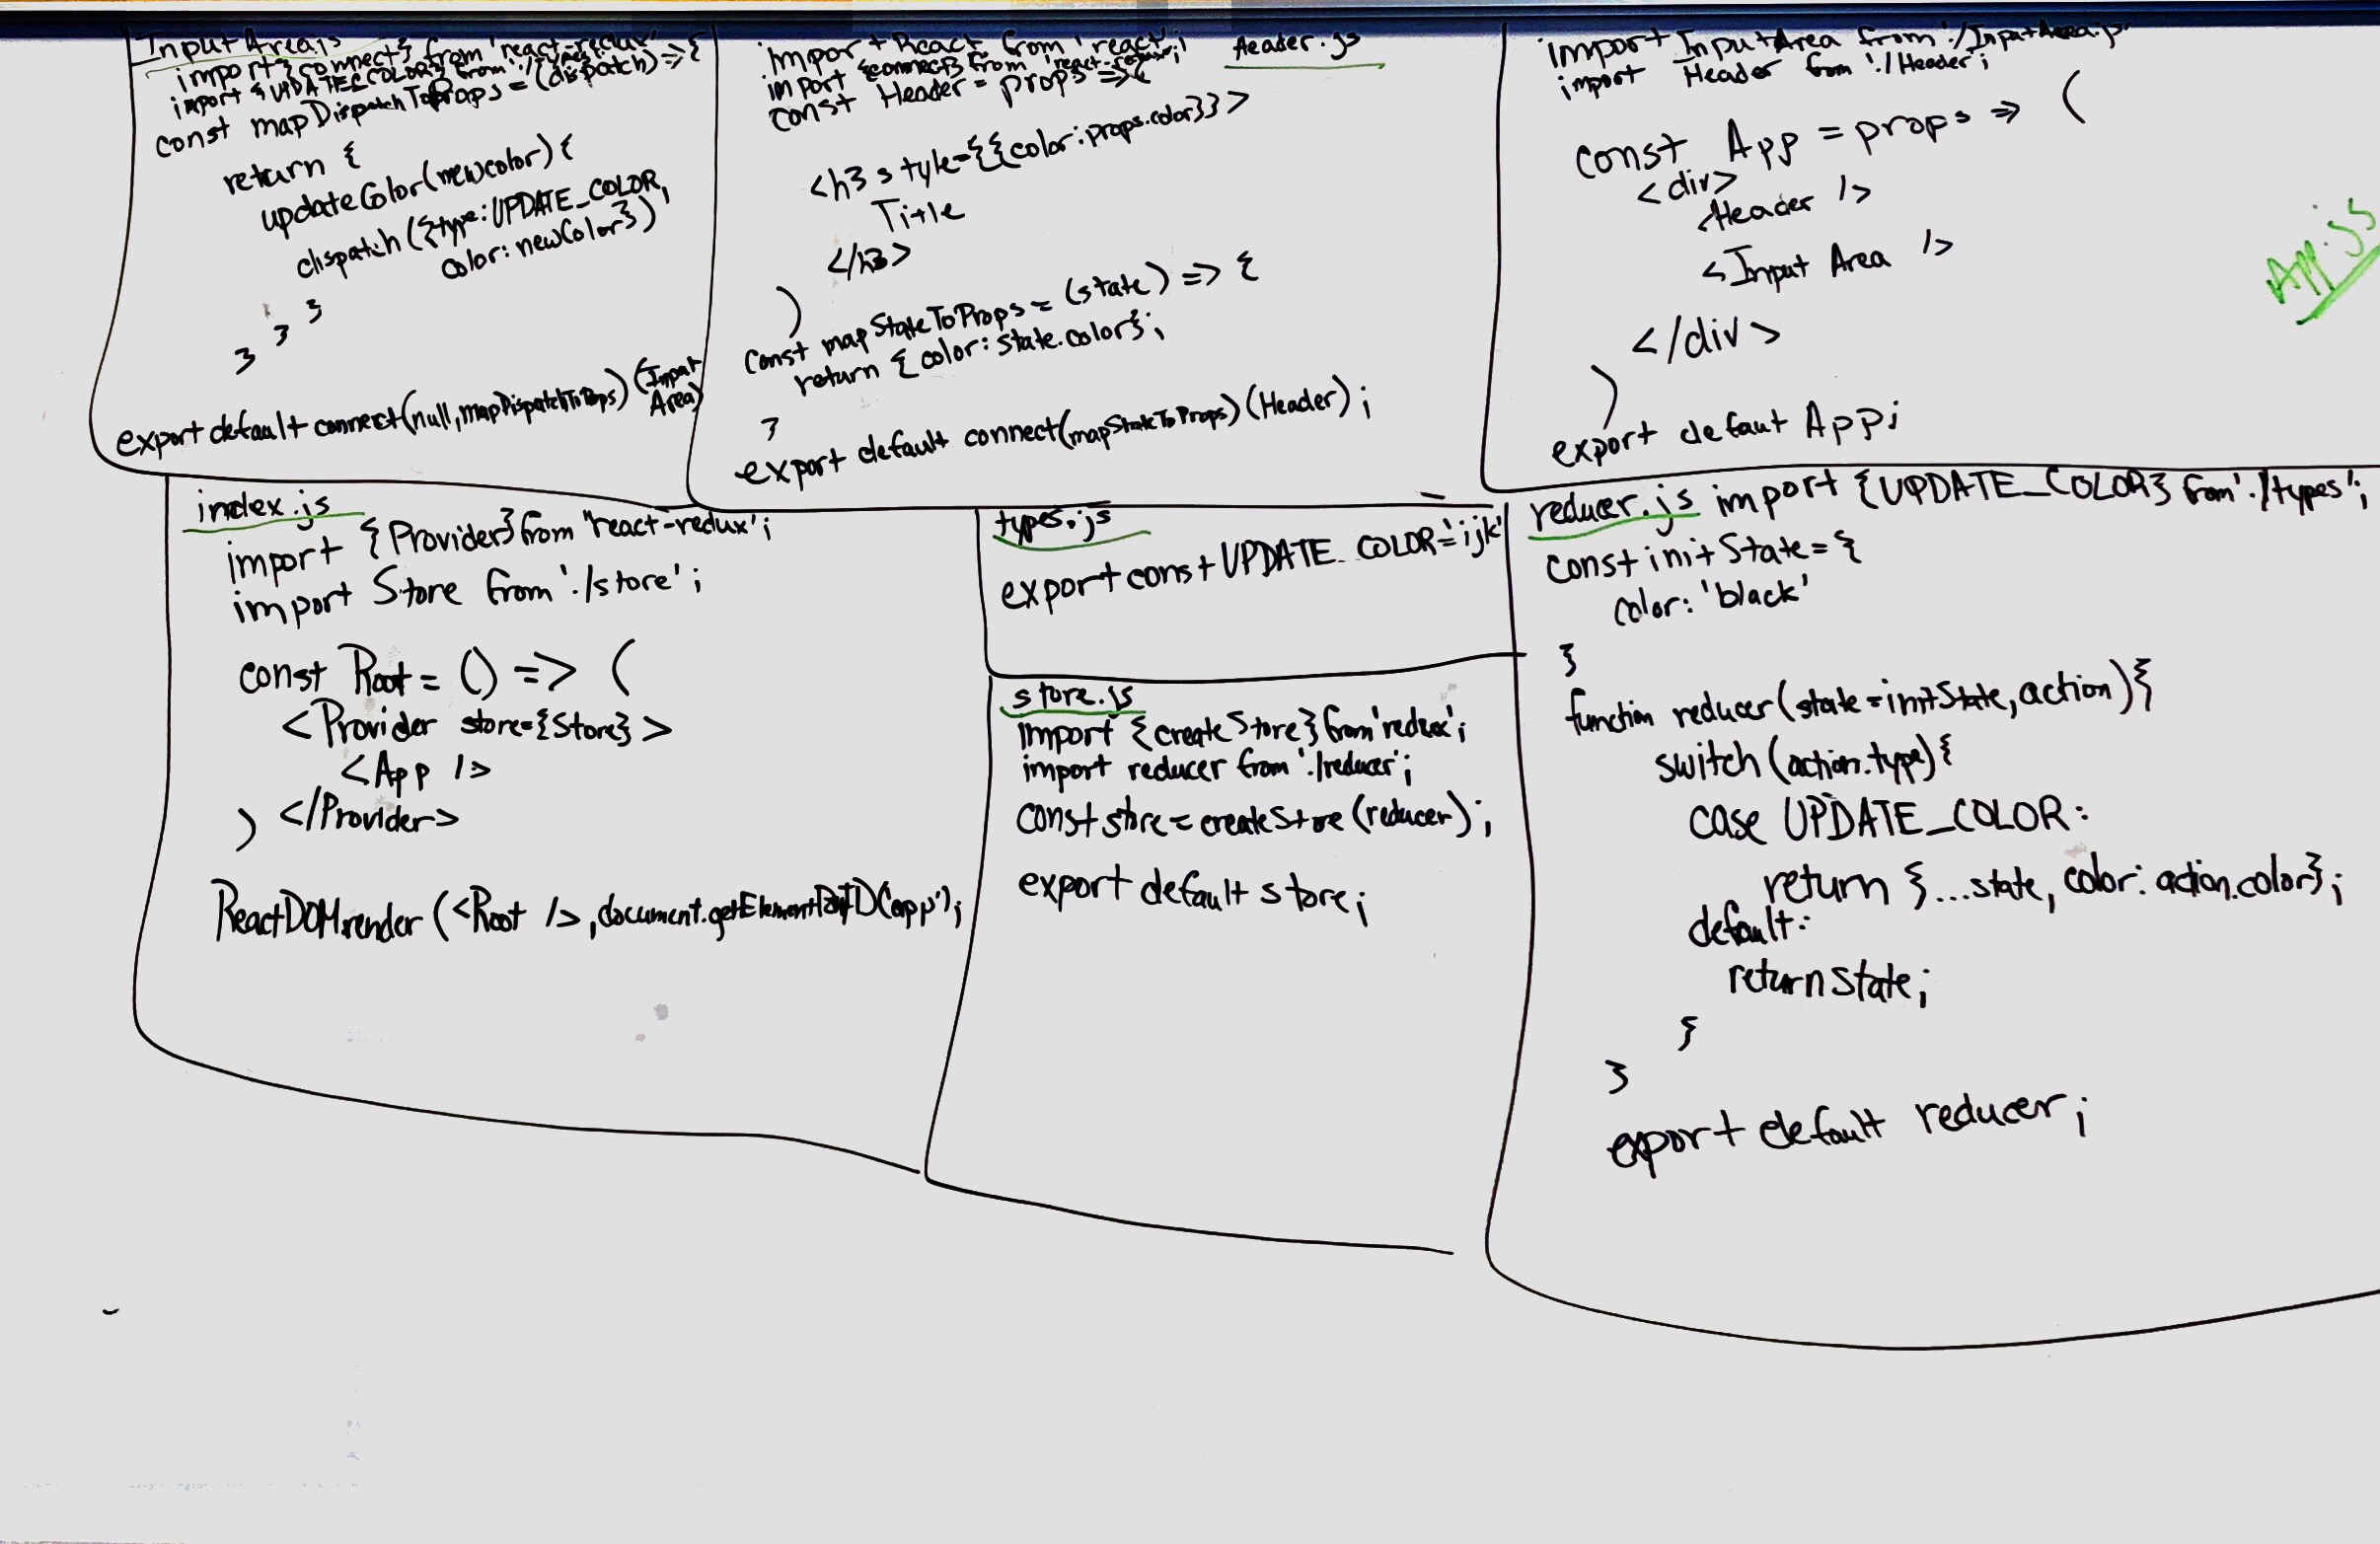 InputArea.js
import {connect} from 'react-redux'
import {UPDATE_COLOR} from './types';
const mapDispatchToProps = (dispatch) => {
return {
updateColor(newcolor) {
dispatch({type: UPDATE_COLOR,
color: newColor})
}
}
}
export default connect(null, mapDispatchToProps)(Input
Area)
Header.js
import React from 'react';
import {connect} from 'react-redux';
const Header = props => {
<h3 style={{color: props.color}}>
Title
</h3>
)
const mapStateToProps = (state) => {
return {color: state.color};
}
export default connect(mapStateToProps)(Header);
import InputArea from './InputArea.js'
import Header from './Header';
const App = props => (
<div>
<Header />
<Input Area />
</div>
)
export defaut App;
App.js
index.js
import {Provider} from 'react-redux';
import Store from './store';
const Root = () => (
<Provider store={Store}>
<App />
</Provider>
)
ReactDOM.render(<Root />, document.getElementByID('app');
types.js
export const UPDATE_COLOR='ijk'
store.js
import {createStore} from 'redux';
import reducer from './reducer';
const store = createStore(reducer);
export default store;
reducer.js import {UPDATE_COLOR} from './types';
const initState = {
color: 'black'
}
function reducer(state=initState, action) {
switch (action.type) {
case UPDATE_COLOR:
return {...state, color: action.color};
default:
return state;
}
}
export default reducer;